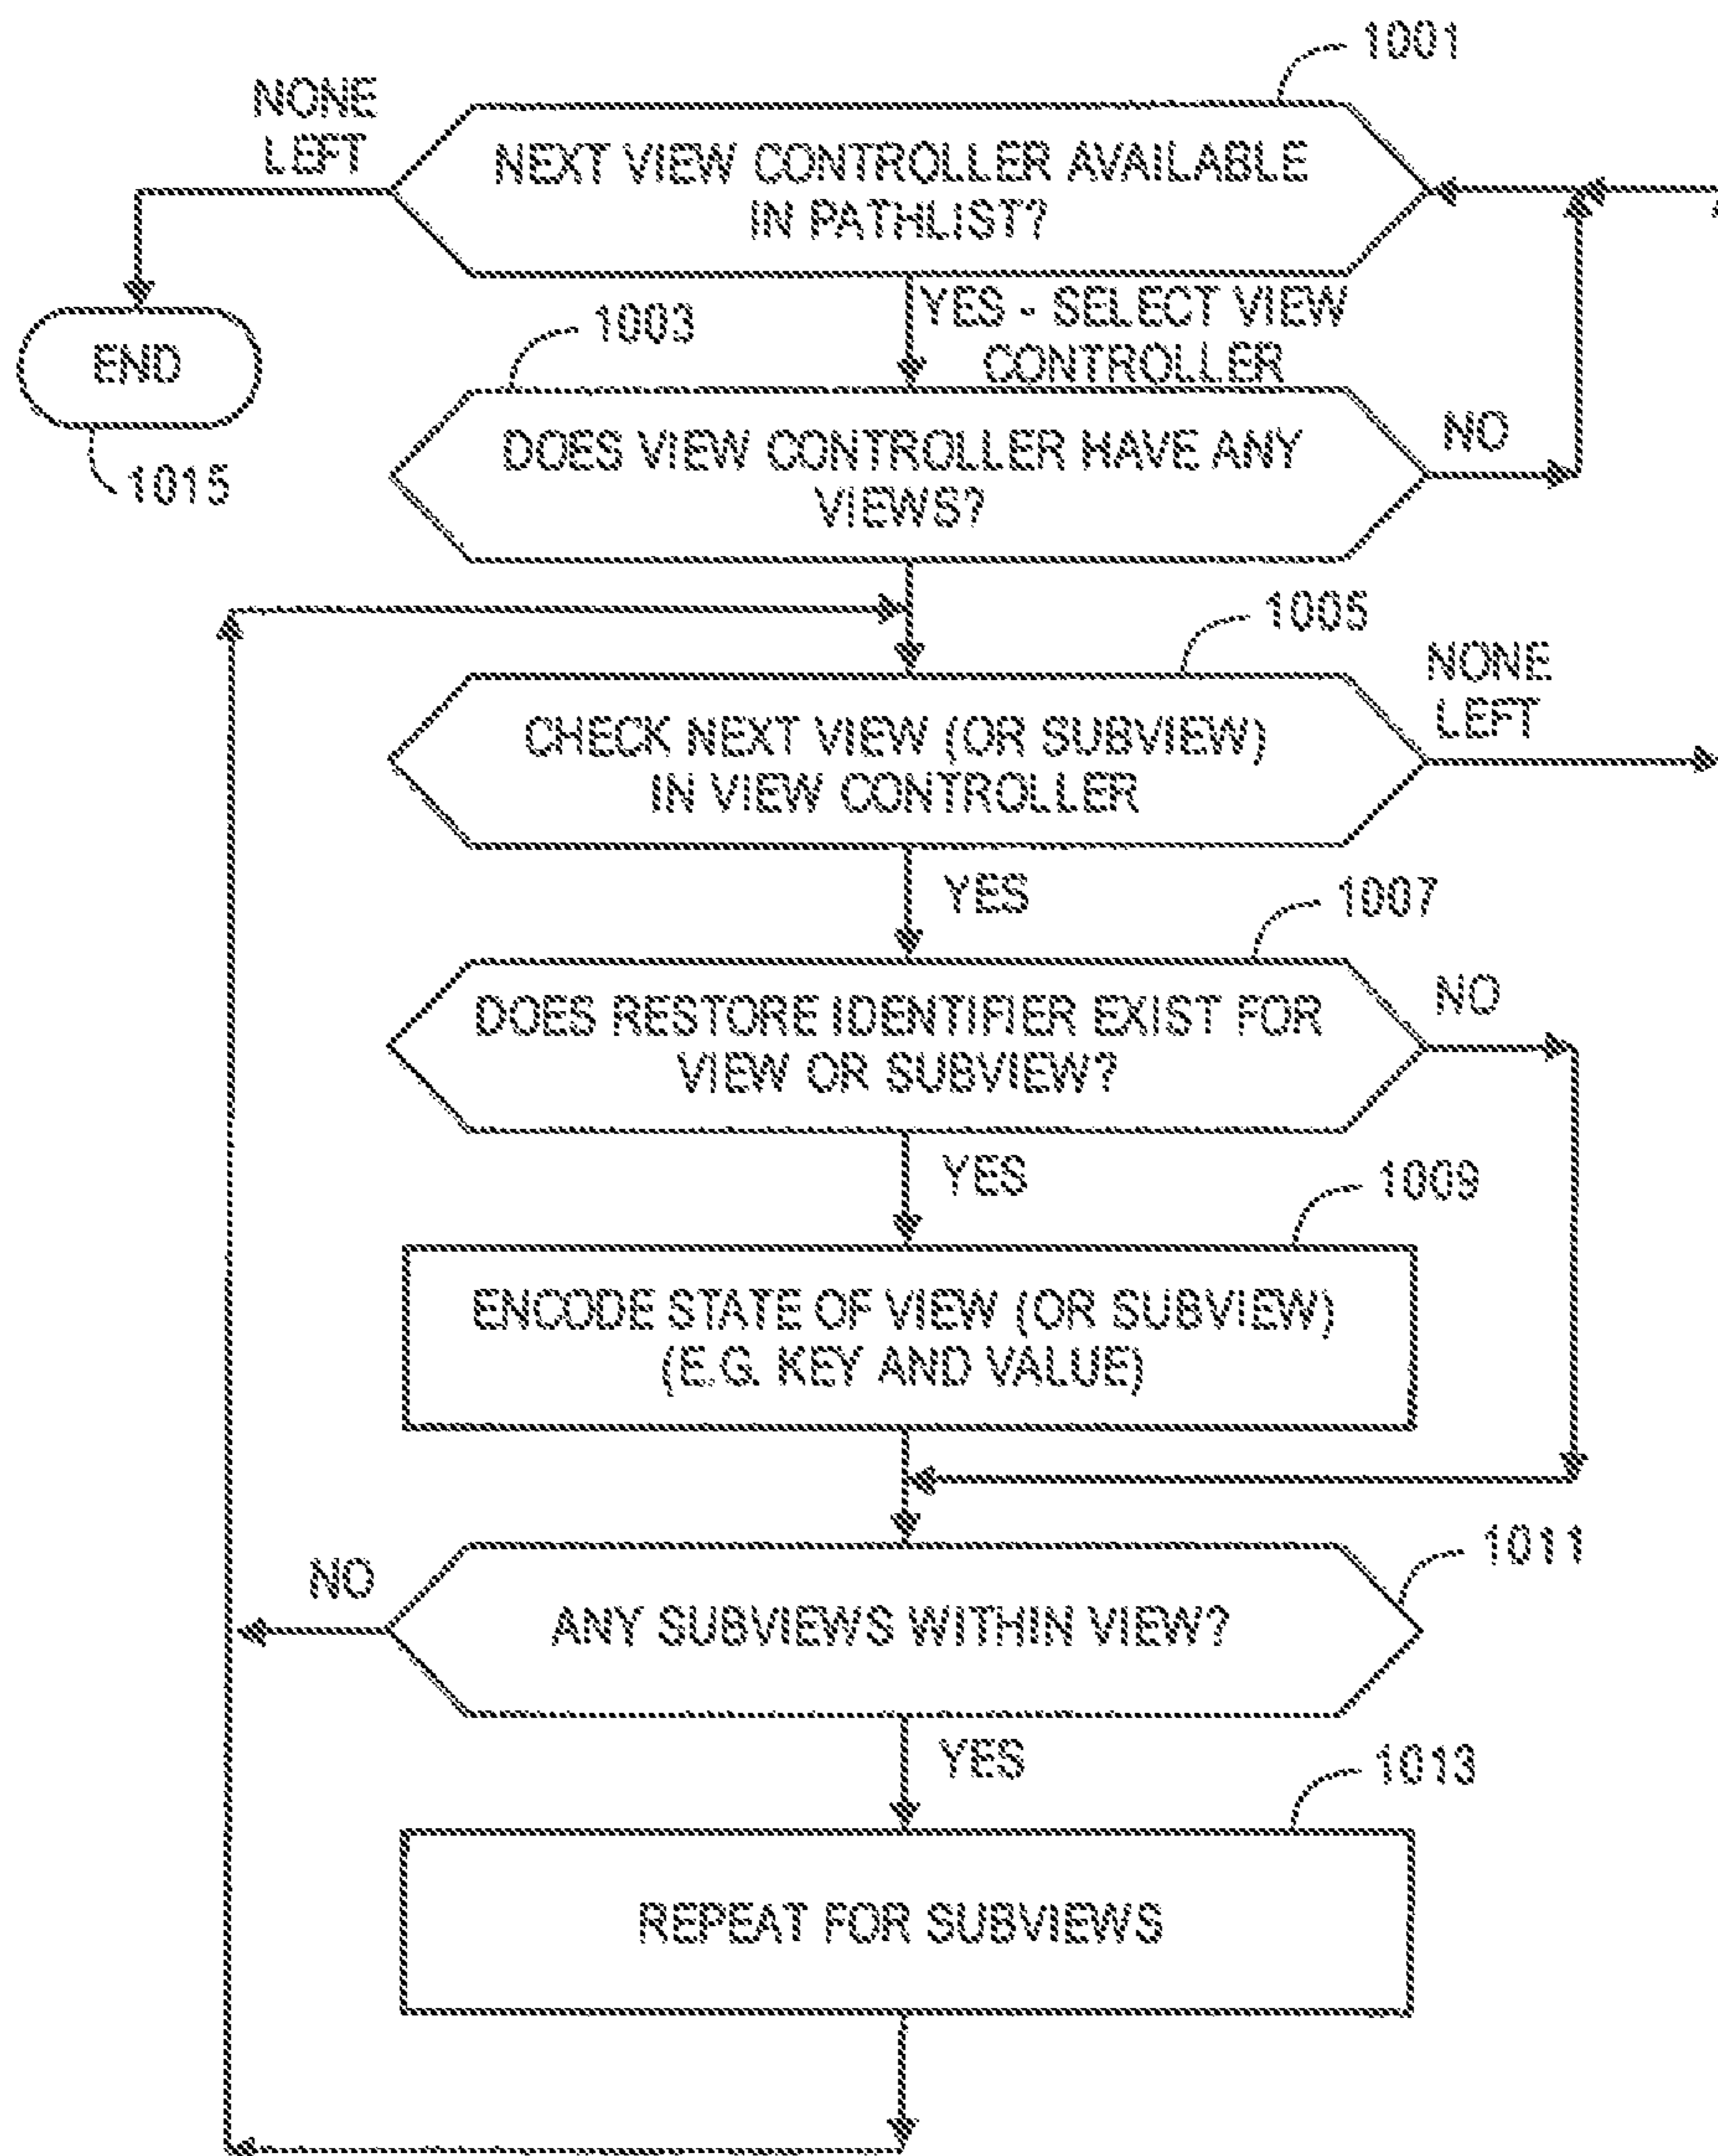 1001
NONE
LEFT
NEXT VIEW CONTROLLER AVAILABLE
IN PATHLIST?
YES - SELECT VIEW
CONTROLLER
1003
END
1015
DOES VIEW CONTROLLER HAVE ANY
VIEWS?
NO
1005
NONE
LEFT
CHECK NEXT VIEW (OR SUBVIEW)
IN VIEW CONTROLLER
YES
1007
DOES RESTORE IDENTIFIER EXIST FOR
VIEW OR SUBVIEW?
NO
YES
1009
ENCODE STATE OF VIEW (OR SUBVIEW)
(E.G. KEY AND VALUE)
1011
NO
ANY SUBVIEWS WITHIN VIEW?
YES
1013
REPEAT FOR SUBVIEWS